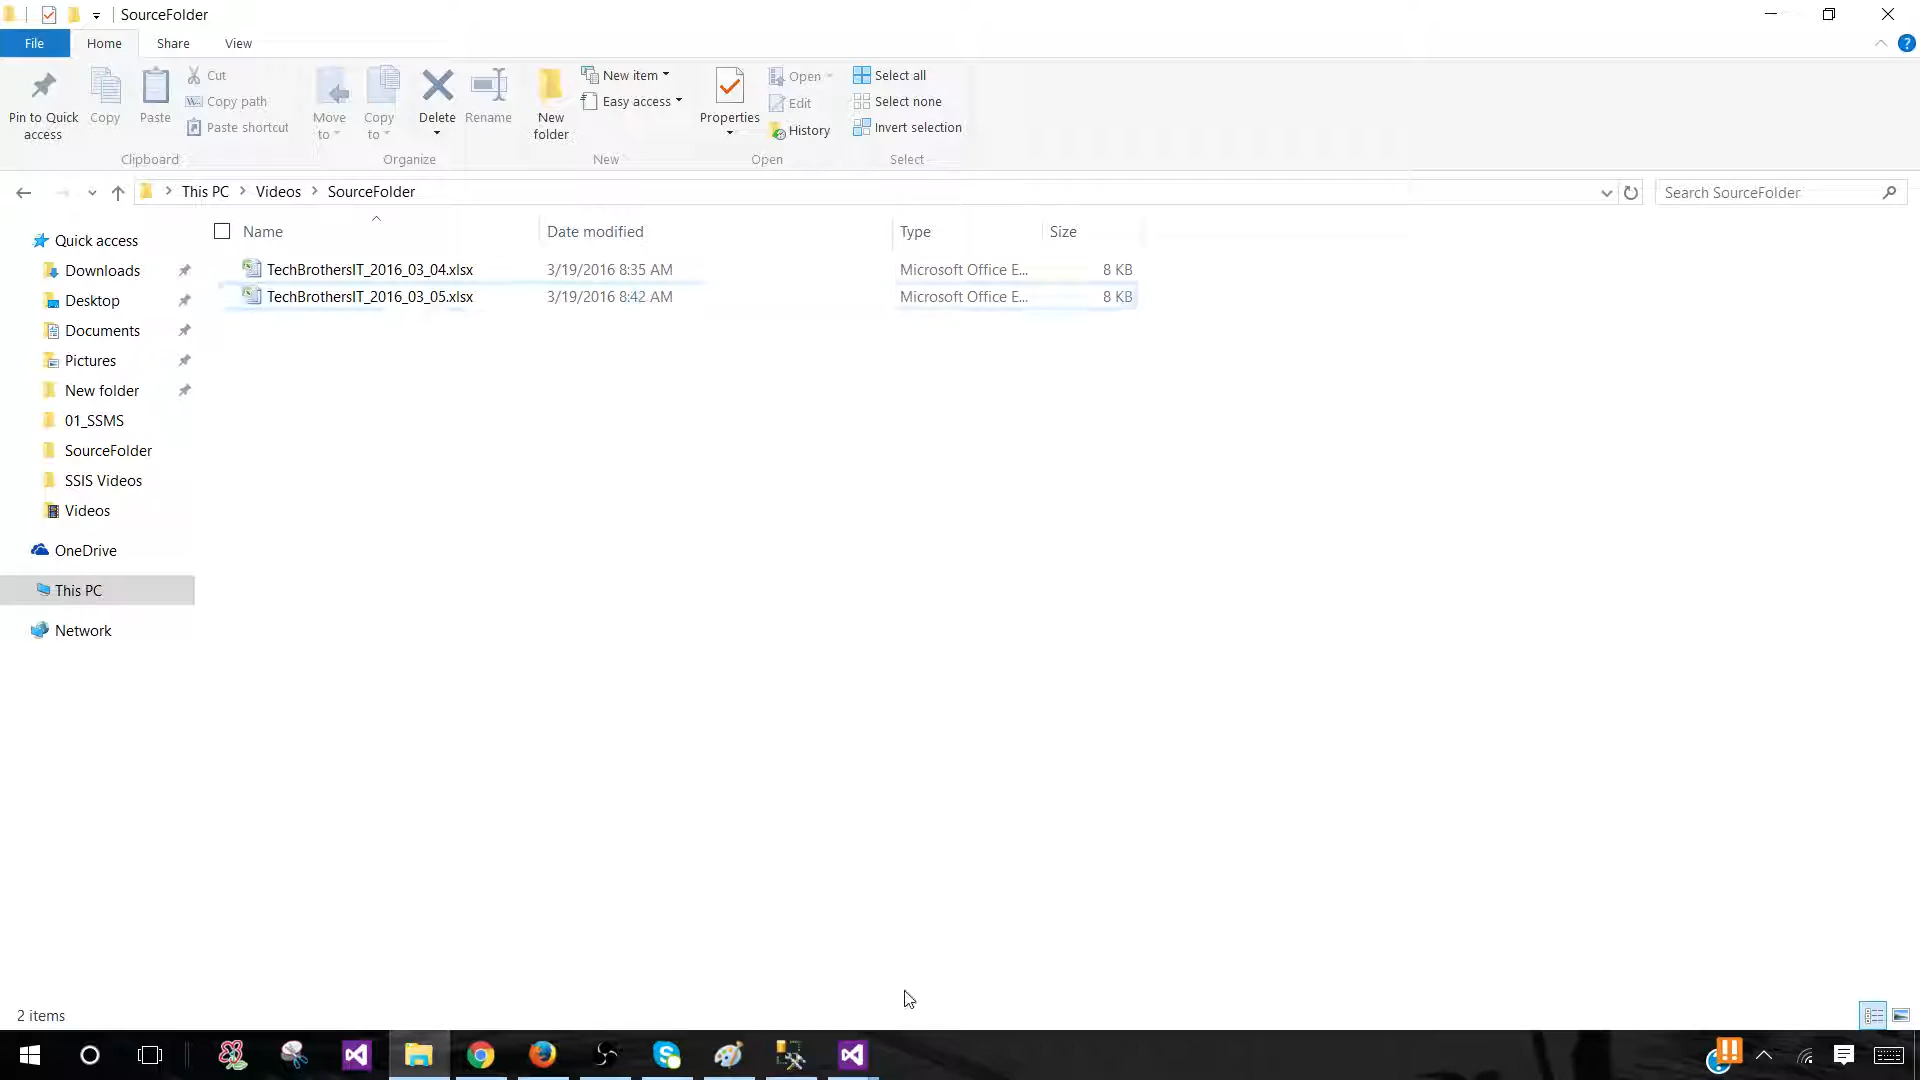 SourceFolder
File Home Share View
Pin to Quick access
Copy
Paste
Cut
Copy path
Paste shortcut
Clipboard
Move to
Copy to
Delete
Rename
Organize
New folder
New item
Easy access
New
Properties
Open
Edit
History
Open
Select all
Select none
Invert selection
Select
This PC > Videos > SourceFolder
Search SourceFolder
Name Date modified Type Size
TechBrothersIT_2016_03_04.xlsx 3/19/2016 8:35 AM Microsoft Office E... 8 KB
TechBrothersIT_2016_03_05.xlsx 3/19/2016 8:42 AM Microsoft Office E... 8 KB
Quick access
Downloads
Desktop
Documents
Pictures
New folder
01_SSMS
SourceFolder
SSIS Videos
Videos
OneDrive
This PC
Network
2 items